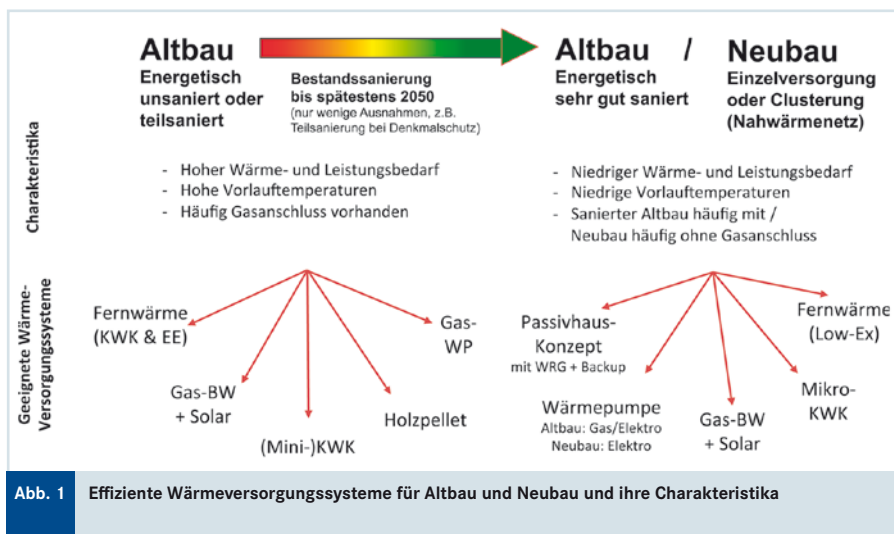 Altbau
Energetisch
unsaniert oder
teilsaniert
Bestandssanierung
bis spätestens 2050
(nur wenige Ausnahmen, z.B.
Teilsanierung bei Denkmalschutz)
Altbau / Neubau
Energetisch
sehr gut saniert
Einzelversorgung
oder Clusterung
(Nahwärmenetz)
Charakteristika
- Hoher Wärme- und Leistungsbedarf
- Hohe Vorlauftemperaturen
- Häufig Gasanschluss vorhanden
- Niedriger Wärme- und Leistungsbedarf
- Niedrige Vorlauftemperaturen
- Sanierter Altbau häufig mit /
Neubau häufig ohne Gasanschluss
Geeignete Wärme-
Versorgungssysteme
Fernwärme
(KWK & EE)
Gas-BW
+ Solar
(Mini-)KWK
Holzpellet
Gas-
WP
Passivhaus-
Konzept
mit WRG + Backup
Wärmepumpe
Altbau: Gas/Elektro
Neubau: Elektro
Gas-BW
+ Solar
Mikro-
KWK
Fernwärme
(Low-Ex)
Abb. 1 Effiziente Wärmeversorgungssysteme für Altbau und Neubau und ihre Charakteristika